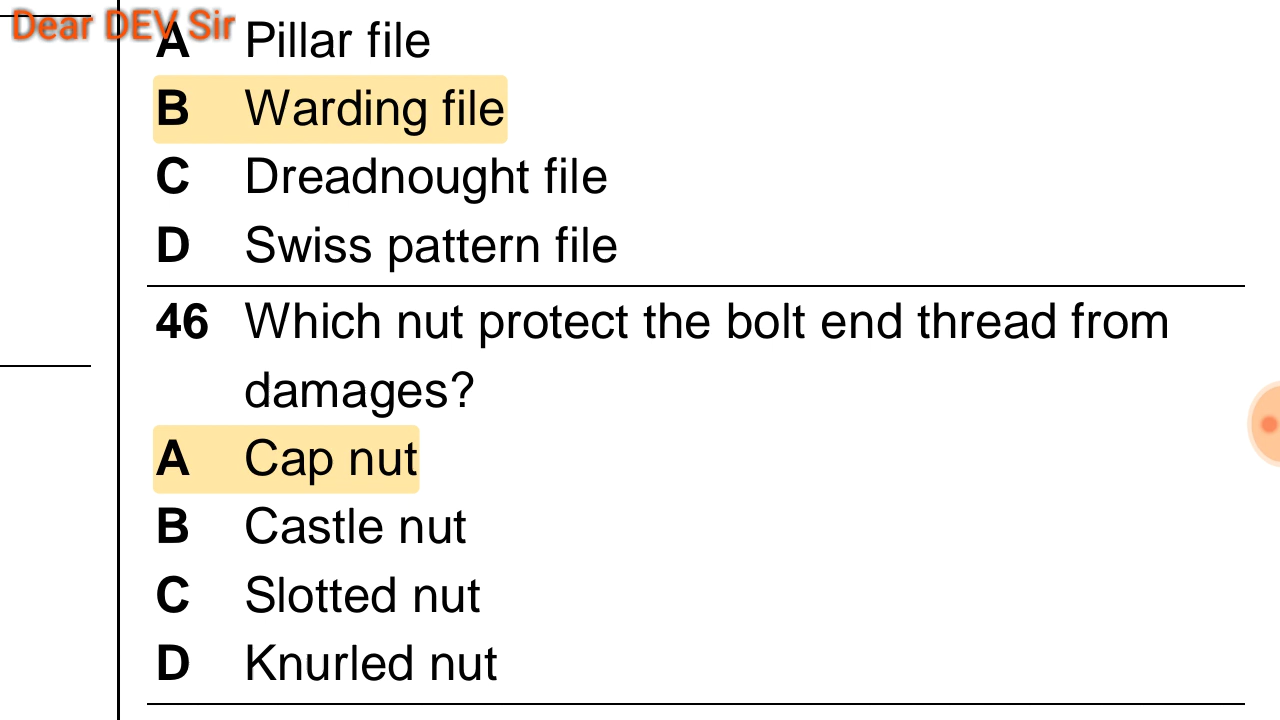 Dear DEV Sir
A Pillar file
B Warding file
C Dreadnought file
D Swiss pattern file
46 Which nut protect the bolt end thread from
damages?
A Cap nut
B Castle nut
C Slotted nut
D Knurled nut